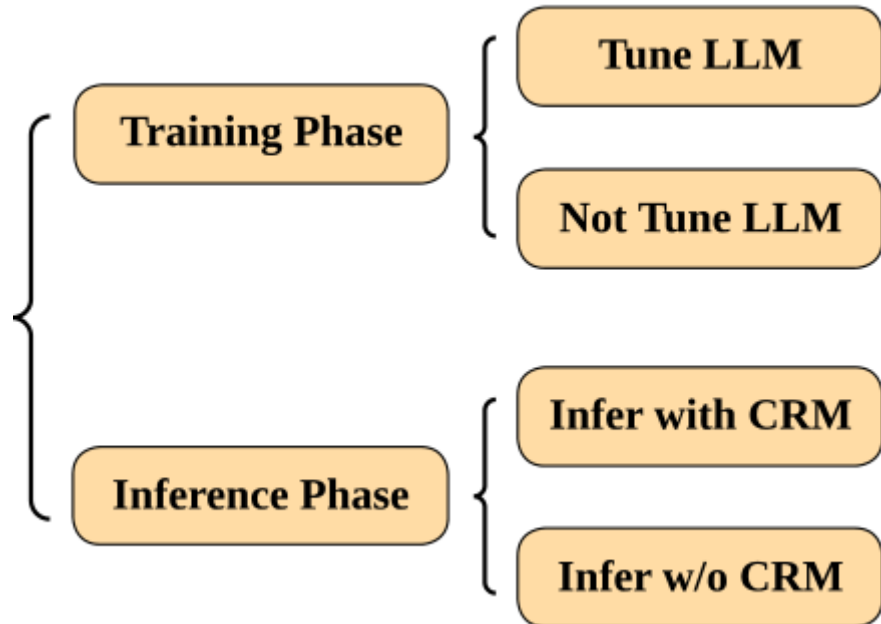 Training Phase
Tune LLM
Not Tune LLM
Inference Phase
Infer with CRM
Infer w/o CRM